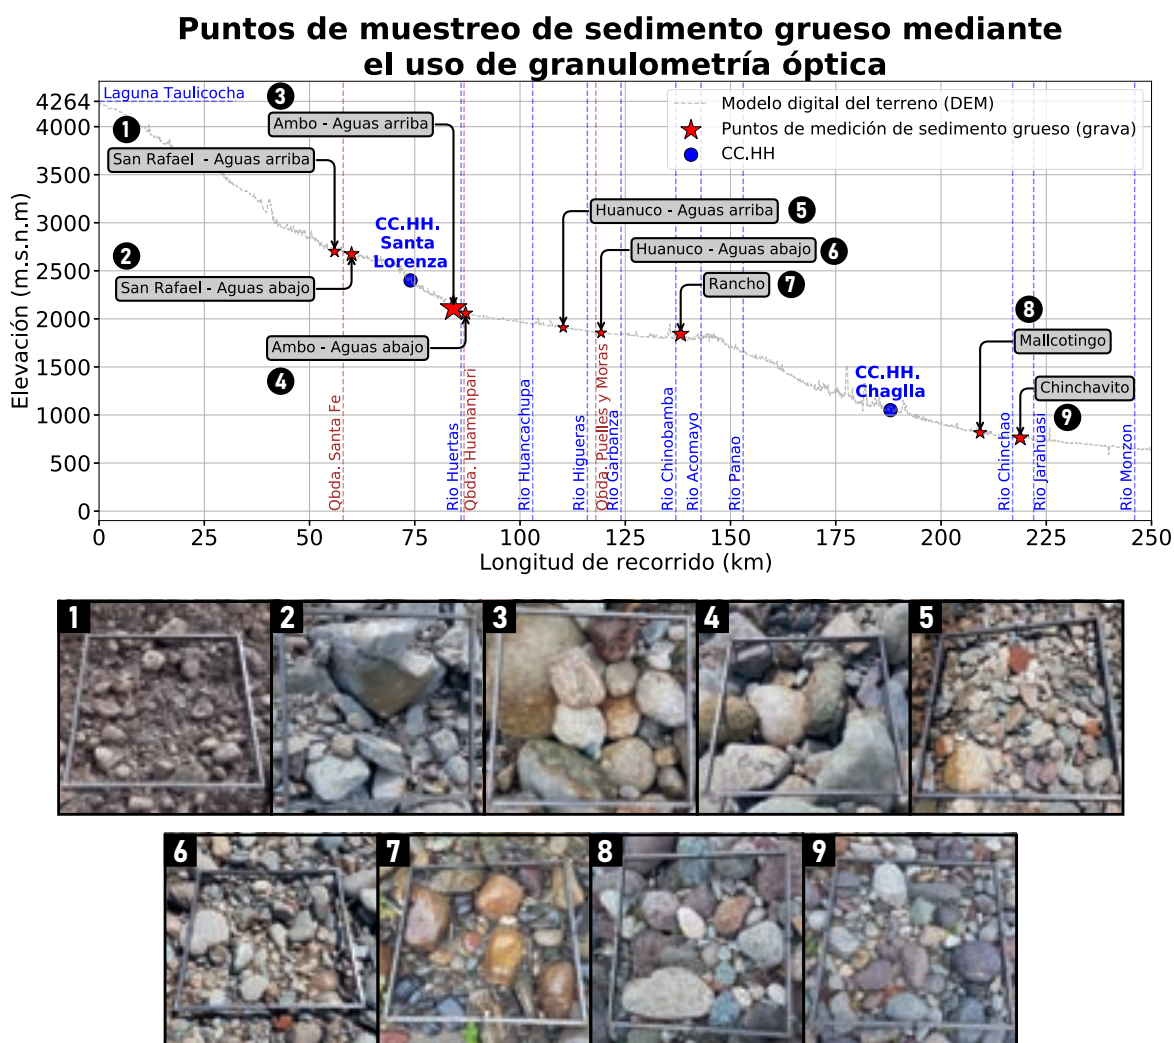 Puntos de muestreo de sedimento grueso mediante
el uso de granulometría óptica
Elevación (m.s.n.m)
4264
4000
3500
3000
2500
2000
1500
1000
500
0
Laguna Taulicocha
Modelo digital del terreno (DEM)
Puntos de medición de sedimento grueso (grava)
CC.HH
1
San Rafael - Aguas arriba
2
San Rafael - Aguas abajo
3
Ambo - Aguas arriba
4
Ambo - Aguas abajo
5
Huanuco - Aguas arriba
6
Huanuco - Aguas abajo
7
Rancho
8
Mallcotingo
9
Chinchavito
CC.HH.
Santa
Lorenza
CC.HH.
Chaglla
Qbda. Santa Fe
Rio Huertas
Qbda. Huamanpari
Rio Huancachupa
Rio Higueras
Qbda. Puelles y Moras
Rio Garbanza
Rio Chinobamba
Rio Acomayo
Rio Panao
Rio Chinchao
Rio Jarahuasi
Rio Monzon
0
25
50
75
100
125
150
175
200
225
250
Longitud de recorrido (km)
1
2
3
4
5
6
7
8
9